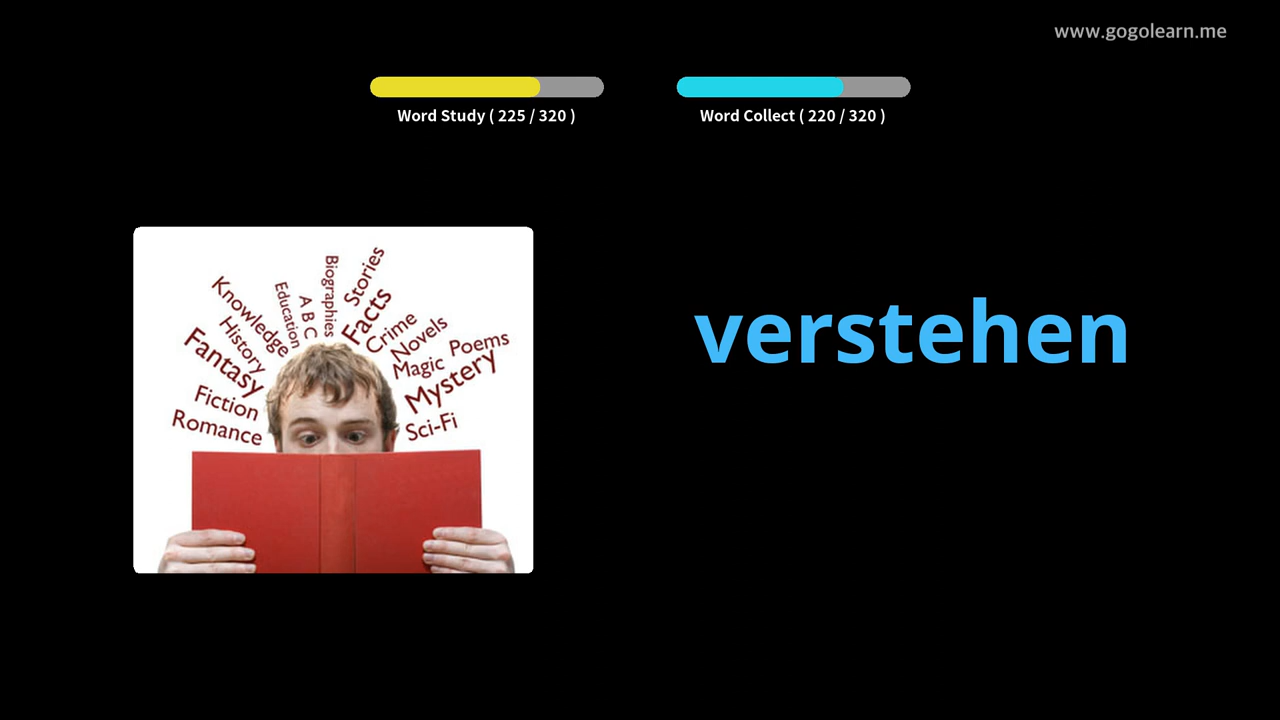 www.gogolearn.me
Word Study ( 225 / 320 )
Word Collect ( 220 / 320 )
verstehen
Biographies
Stories
Education
A B C
Facts
Knowledge
History
Crime
Novels
Fantasy
Magic
Poems
Mystery
Fiction
Romance
Sci-Fi